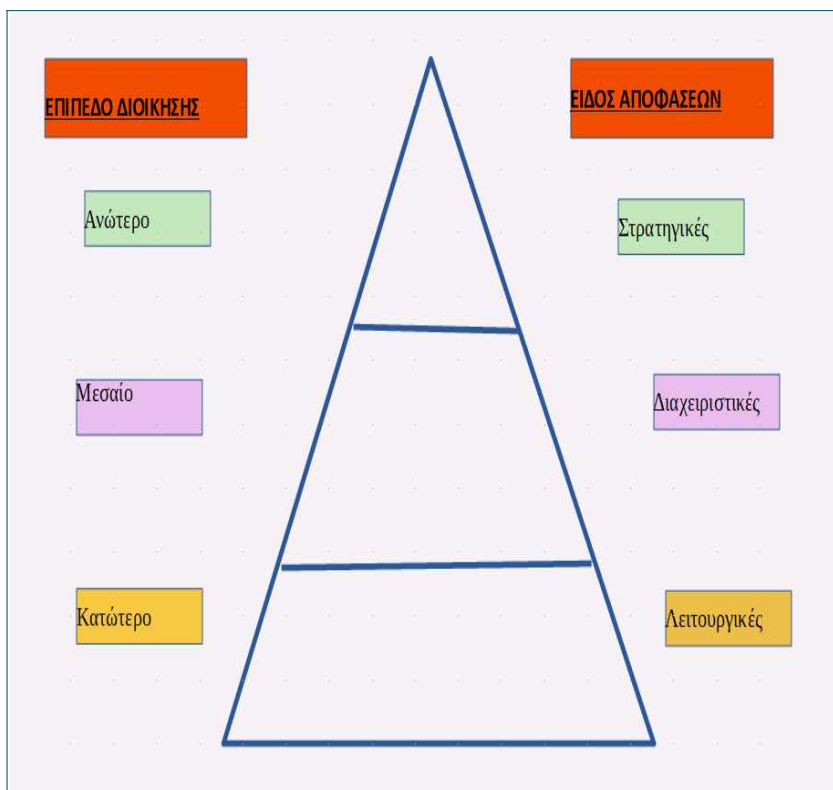 ΕΠΙΠΕΔΟ ΔΙΟΙΚΗΣΗΣ
ΕΙΔΟΣ ΑΠΟΦΑΣΕΩΝ
Ανώτερο
Στρατηγικές
Μεσαίο
Διαχειριστικές
Κατώτερο
Λειτουργικές